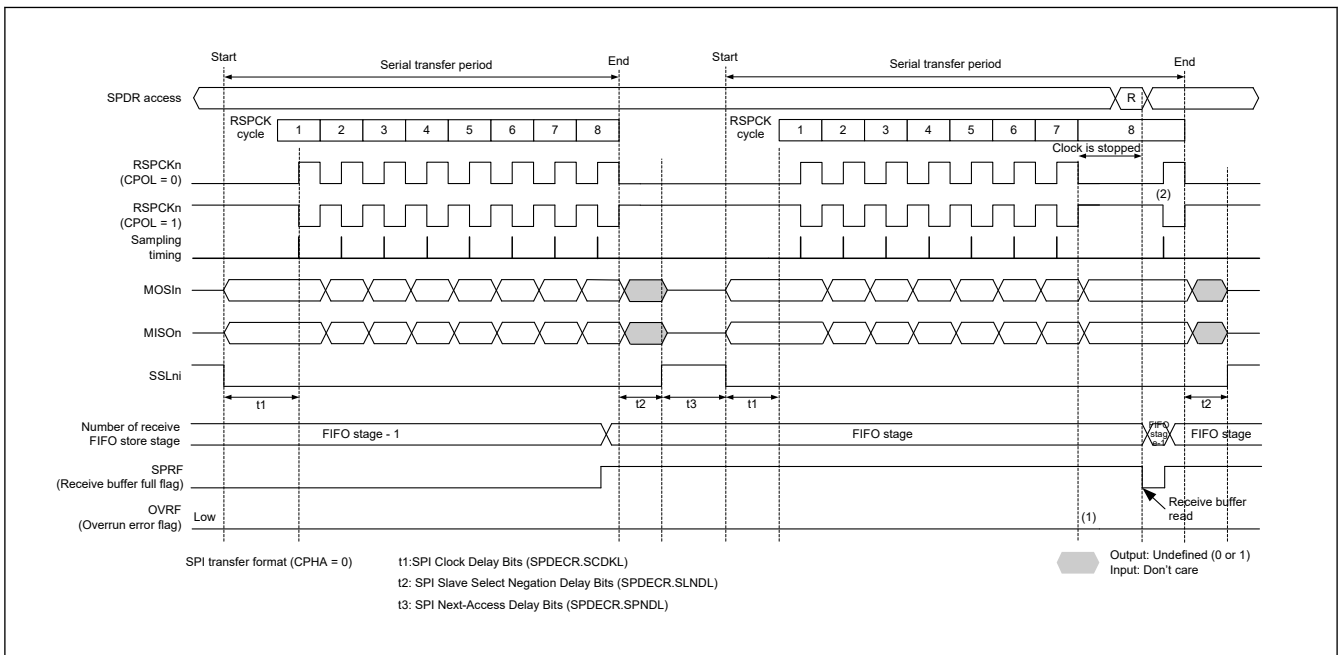 Start
Serial transfer period
End
Start
Serial transfer period
End
SPDR access
R
RSPCK
cycle
1 2 3 4 5 6 7 8
RSPCK
cycle
1 2 3 4 5 6 7 8
Clock is stopped
RSPCKn
(CPOL = 0)
(2)
RSPCKn
(CPOL = 1)
Sampling
timing
MOSIn
MISOn
SSLni
t1
t2
t3
t1
t2
Number of receive
FIFO store stage
FIFO stage - 1
FIFO stage
FIFO
stag
e-1
FIFO stage
SPRF
(Receive buffer full flag)
Receive buffer
read
OVRF
(Overrun error flag)
Low
(1)
SPI transfer format (CPHA = 0)
t1:SPI Clock Delay Bits (SPDECR.SCDKL)
t2: SPI Slave Select Negation Delay Bits (SPDECR.SLNDL)
t3: SPI Next-Access Delay Bits (SPDECR.SPNDL)
Output: Undefined (0 or 1)
Input: Don't care